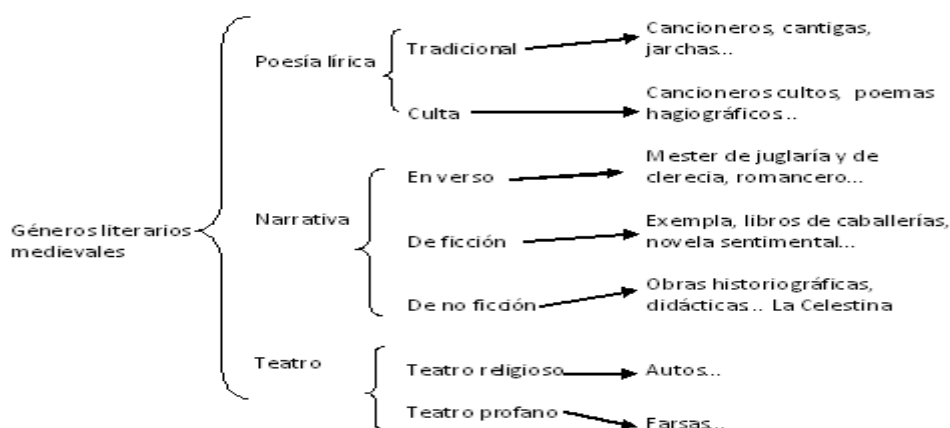 Cancioneros, cantigas,
jarchas...
Tradicional
Poesía lírica
Culta
Cancioneros cultos, poemas
hagiográficos...
Mester de juglaría y de
clerecia, romancero...
En verso
Géneros literarios
medievales
Narrativa
De ficción
Exempla, libros de caballerías,
novela sentimental...
De no ficción
Obras historiográficas,
didácticas... La Celestina
Teatro
Teatro religioso
Autos...
Teatro profano
Farsas...